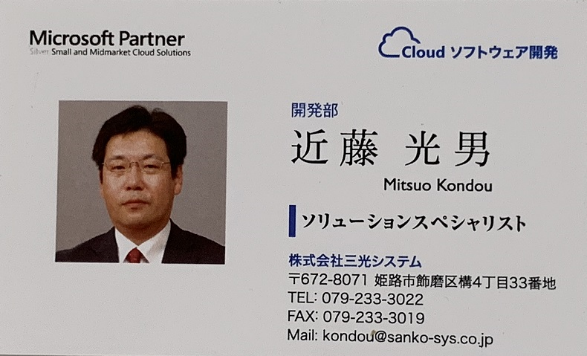 Microsoft Partner
Silver Small and Midmarket Cloud Solutions
Cloud ソフトウェア開発
開発部
近藤 光男
Mitsuo Kondou
ソリューションスペシャリスト
株式会社三光システム
〒672-8071 姫路市飾磨区構4丁目33番地
TEL: 079-233-3022
FAX: 079-233-3019
Mail: kondou@sanko-sys.co.jp